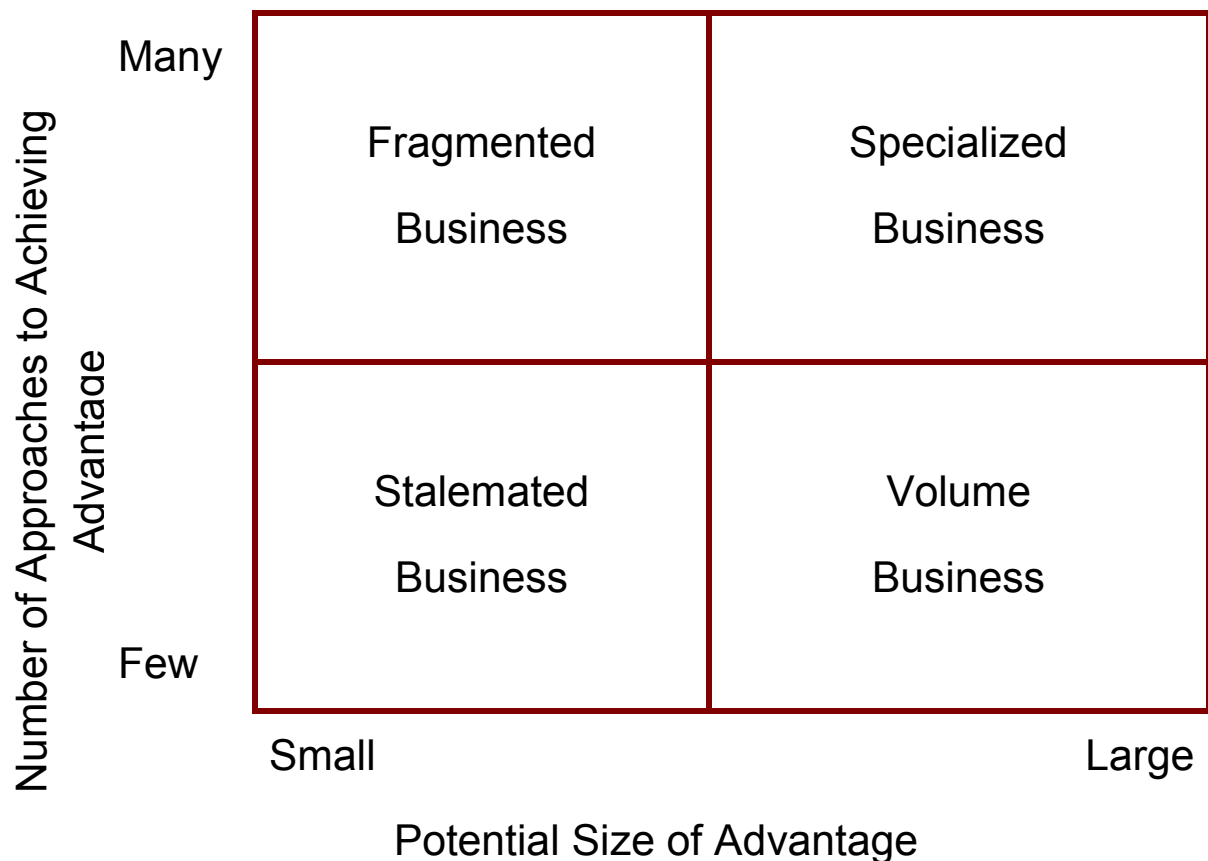 Number of Approaches to Achieving
Advantage
Many
Fragmented
Business
Specialized
Business
Stalemated
Business
Volume
Business
Few
Small
Large
Potential Size of Advantage